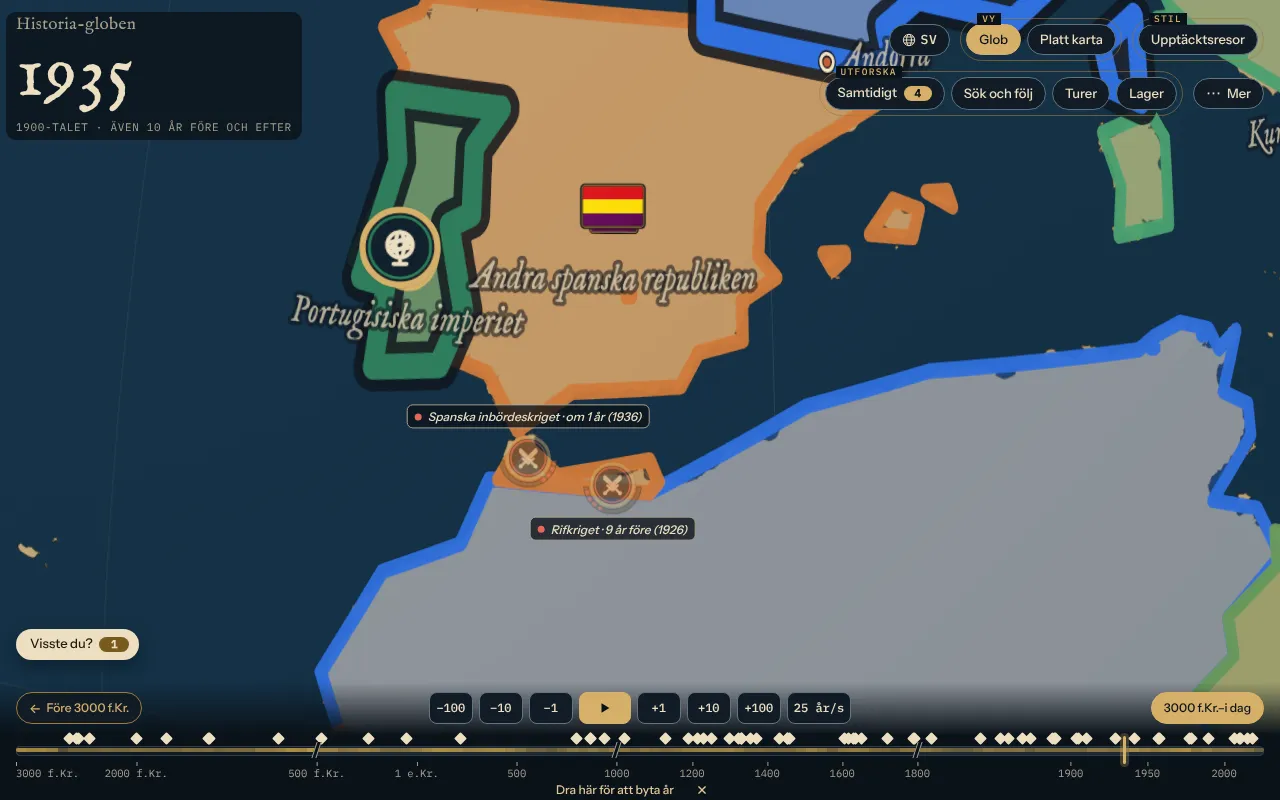 Historia-globen
1935
1900-TALET · ÄVEN 10 ÅR FÖRE OCH EFTER
VY
SV
Glob
Platt karta
STIL
Upptäcktsresor
UTFORSKA
Samtidigt 4
Sök och följ
Turer
Lager
··· Mer
Andorra
Andra spanska republiken
Portugisiska imperiet
Spanska inbördeskriget · om 1 år (1936)
Rifkriget · 9 år före (1926)
Visste du? 1
← Före 3000 f.Kr.
−100
−10
−1
+1
+10
+100
25 år/s
3000 f.Kr.–i dag
3000 f.Kr.
2000 f.Kr.
500 f.Kr.
1 e.Kr.
500
1000
1200
1400
1600
1800
1900
1950
2000
Dra här för att byta år ✕